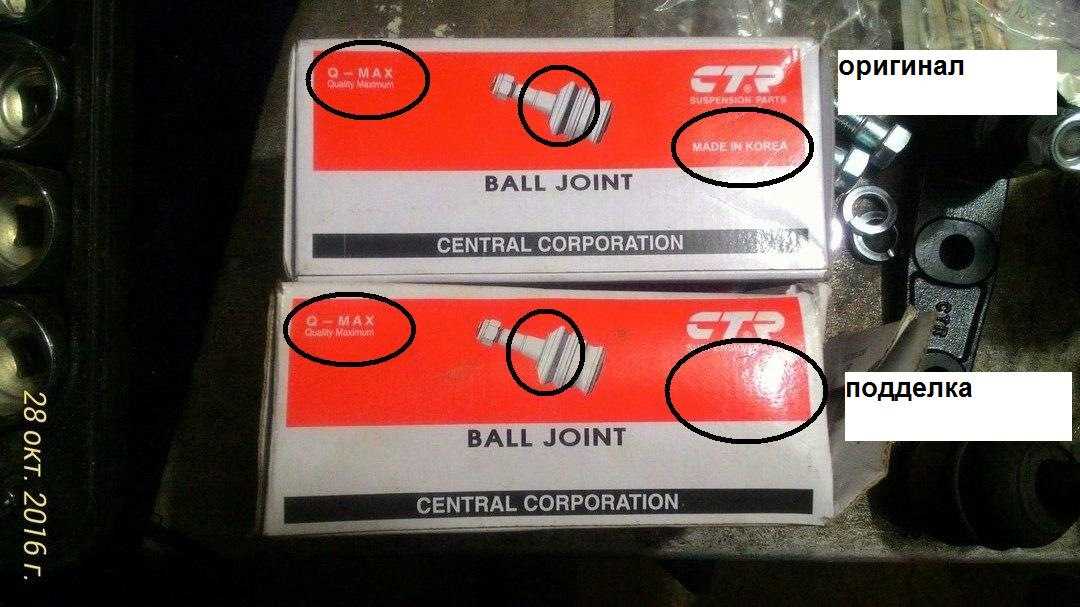 Q – MAX
Quality Maximum
CTR
SUSPENSION PARTS
MADE IN KOREA
BALL JOINT
CENTRAL CORPORATION
оригинал
Q – MAX
Quality Maximum
CTR
BALL JOINT
CENTRAL CORPORATION
подделка
CTR
28 окт. 2016 г.